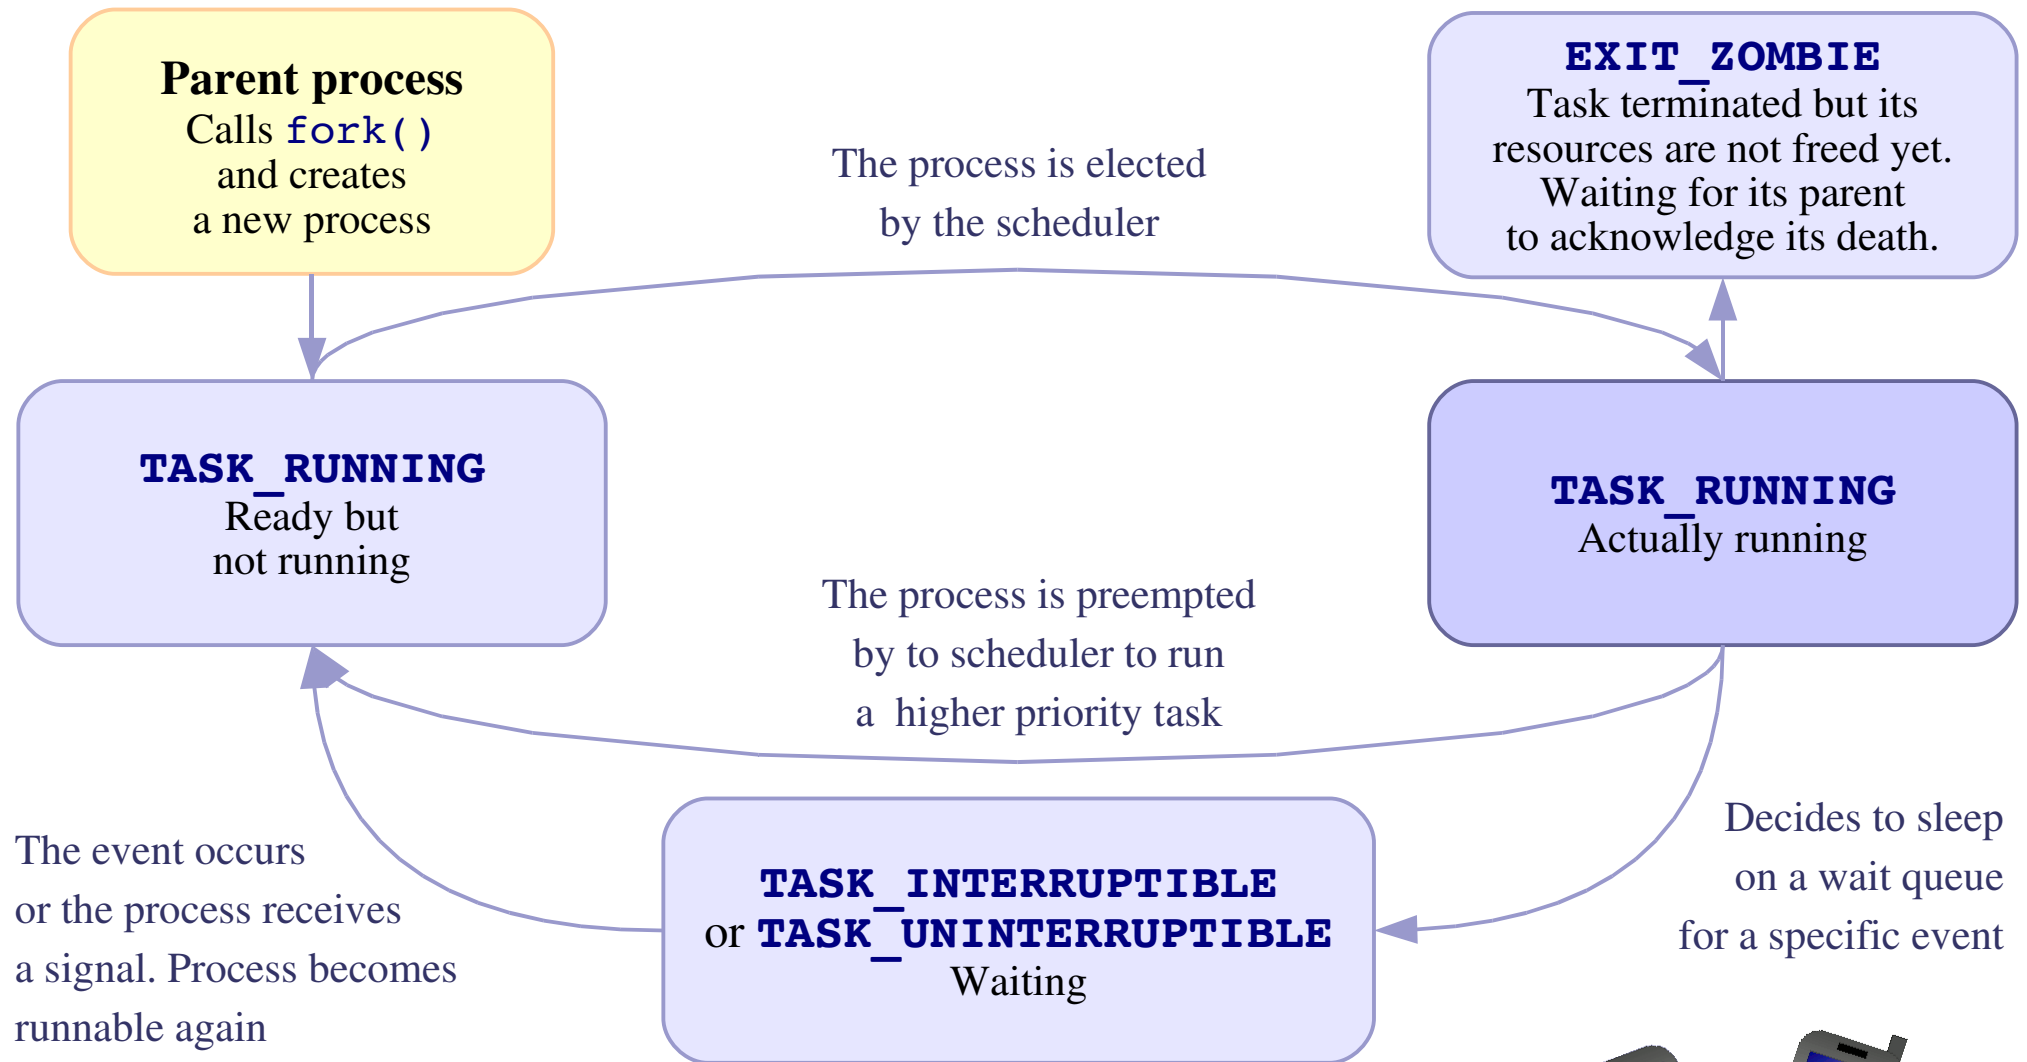 Parent process
Calls fork()
and creates
a new process
The process is elected
by the scheduler
EXIT_ZOMBIE
Task terminated but its
resources are not freed yet.
Waiting for its parent
to acknowledge its death.
TASK_RUNNING
Ready but
not running
TASK_RUNNING
Actually running
The process is preempted
by to scheduler to run
a higher priority task
The event occurs
or the process receives
a signal. Process becomes
runnable again
TASK_INTERRUPTIBLE
or TASK_UNINTERRUPTIBLE
Waiting
Decides to sleep
on a wait queue
for a specific event